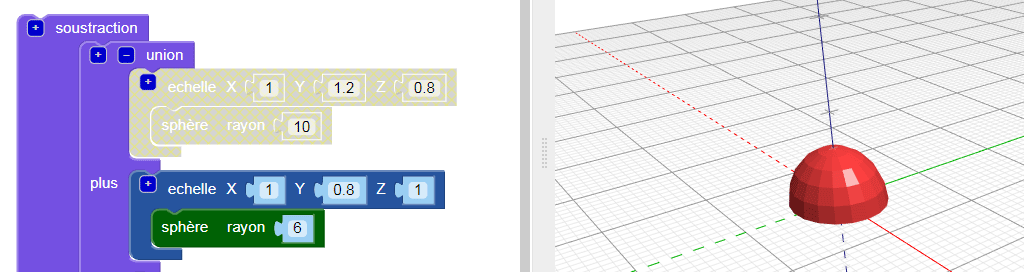 + soustraction
+ − union
+ echelle X 1 Y 1.2 Z 0.8
sphère rayon 10
plus + echelle X 1 Y 0.8 Z 1
sphère rayon 6